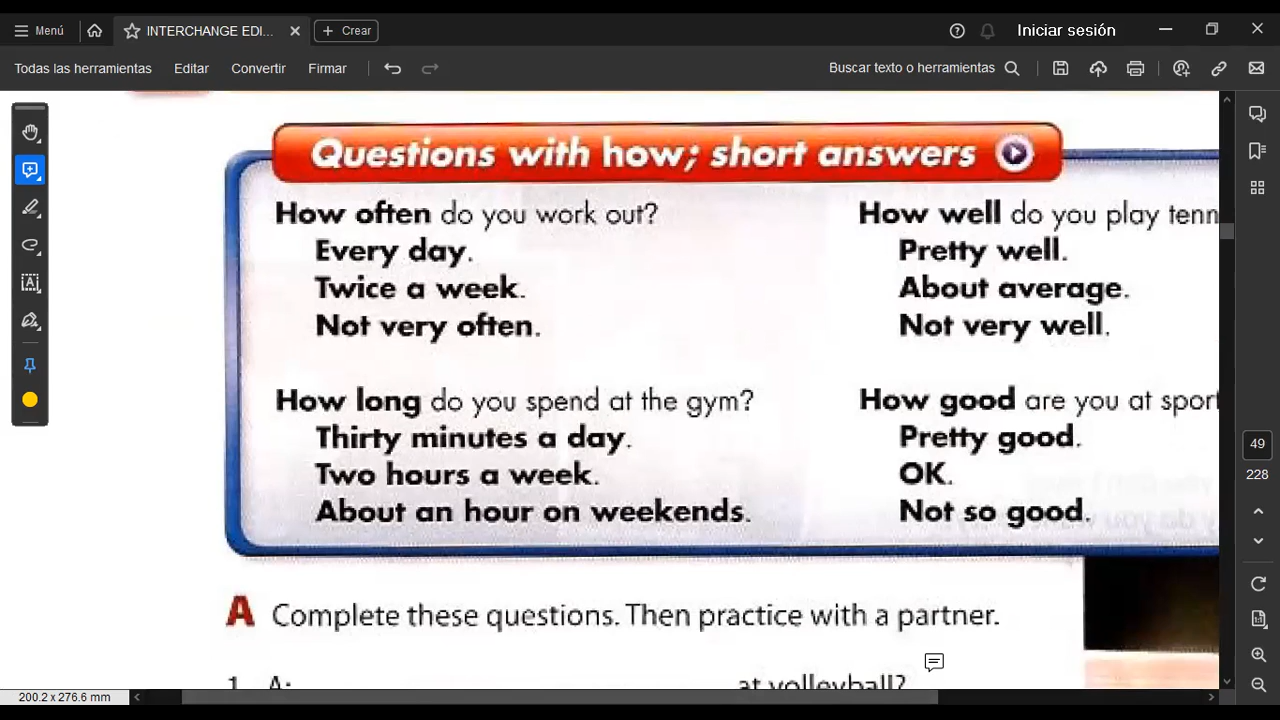 Menú
INTERCHANGE EDI...
Crear
Iniciar sesión
Todas las herramientas
Editar
Convertir
Firmar
Buscar texto o herramientas
Questions with how; short answers
How often do you work out?
Every day.
Twice a week.
Not very often.
How long do you spend at the gym?
Thirty minutes a day.
Two hours a week.
About an hour on weekends.
How well do you play tenn
Pretty well.
About average.
Not very well.
How good are you at sport
Pretty good.
OK.
Not so good.
A Complete these questions. Then practice with a partner.
1. A: at volleyball?
49
228
200.2 x 276.6 mm